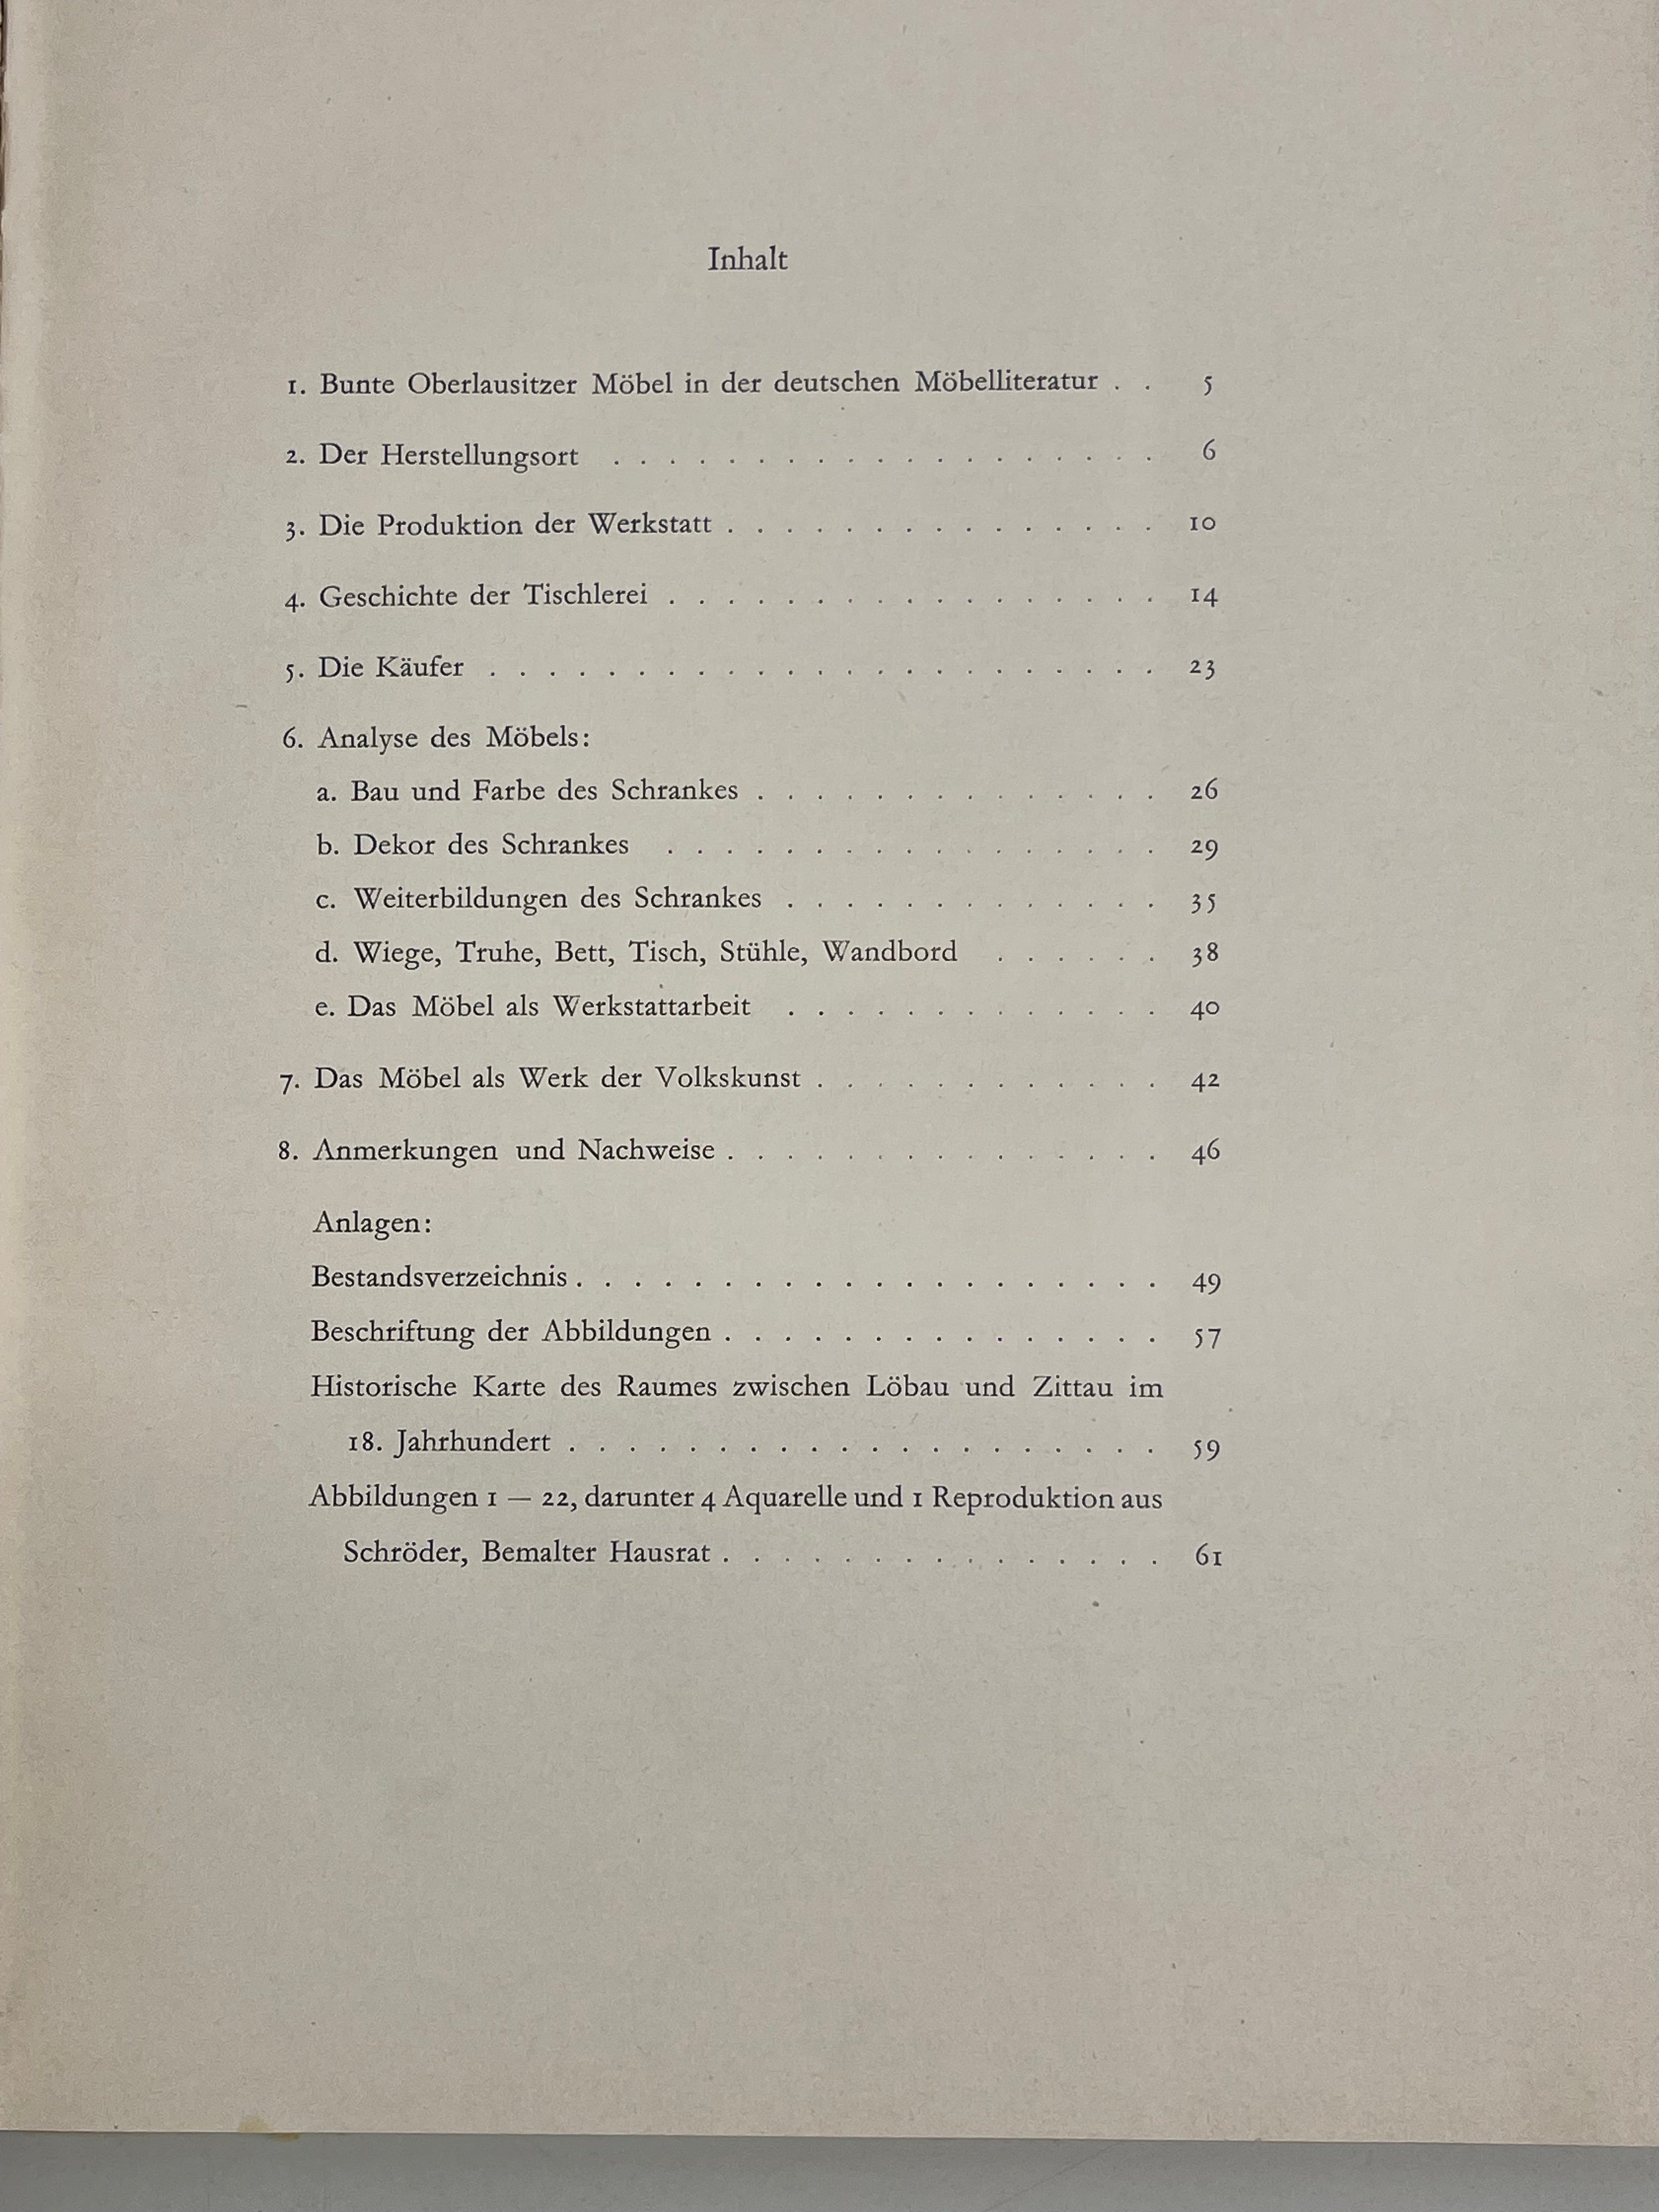 Inhalt
1. Bunte Oberlausitzer Möbel in der deutschen Möbelliteratur . . 5
2. Der Herstellungsort . . . . . . . . . . . . . . . . . . . 6
3. Die Produktion der Werkstatt . . . . . . . . . . . . . . . 10
4. Geschichte der Tischlerei . . . . . . . . . . . . . . . . . 14
5. Die Käufer . . . . . . . . . . . . . . . . . . . . . . . 23
6. Analyse des Möbels:
a. Bau und Farbe des Schrankes . . . . . . . . . . . . . . 26
b. Dekor des Schrankes . . . . . . . . . . . . . . . . . 29
c. Weiterbildungen des Schrankes . . . . . . . . . . . . . 35
d. Wiege, Truhe, Bett, Tisch, Stühle, Wandbord . . . . . . 38
e. Das Möbel als Werkstattarbeit . . . . . . . . . . . . . 40
7. Das Möbel als Werk der Volkskunst . . . . . . . . . . . . 42
8. Anmerkungen und Nachweise . . . . . . . . . . . . . . . 46
Anlagen:
Bestandsverzeichnis . . . . . . . . . . . . . . . . . . . . 49
Beschriftung der Abbildungen . . . . . . . . . . . . . . . 57
Historische Karte des Raumes zwischen Löbau und Zittau im
18. Jahrhundert . . . . . . . . . . . . . . . . . . . . 59
Abbildungen 1 — 22, darunter 4 Aquarelle und 1 Reproduktion aus
Schröder, Bemalter Hausrat . . . . . . . . . . . . . . . 61